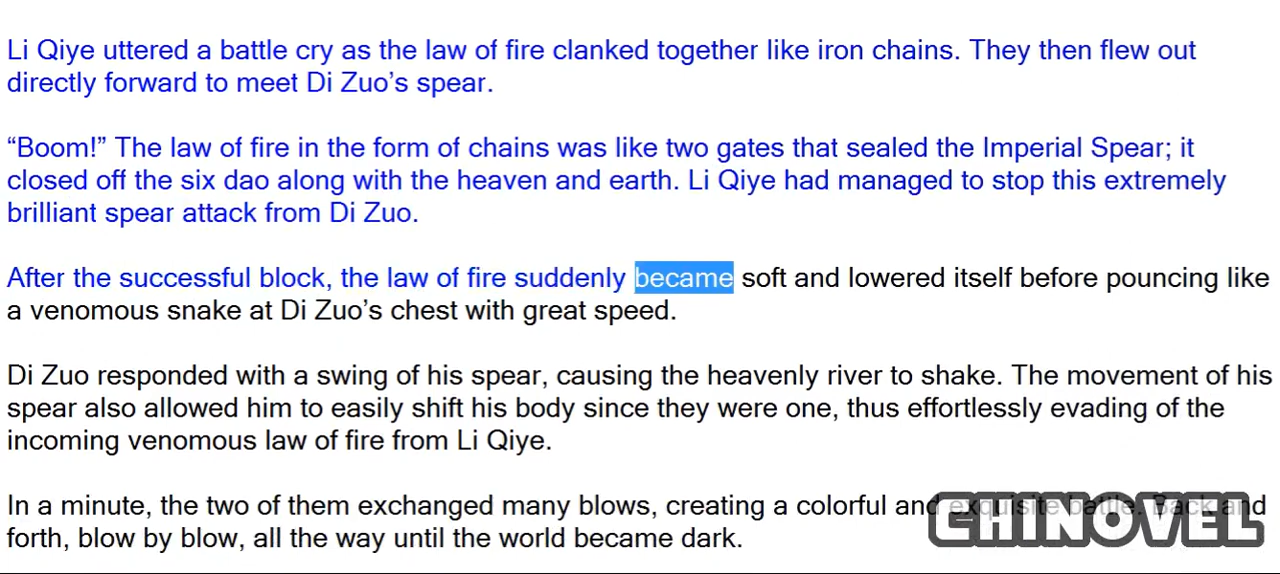 Li Qiye uttered a battle cry as the law of fire clanked together like iron chains. They then flew out
directly forward to meet Di Zuo’s spear.
“Boom!” The law of fire in the form of chains was like two gates that sealed the Imperial Spear; it
closed off the six dao along with the heaven and earth. Li Qiye had managed to stop this extremely
brilliant spear attack from Di Zuo.
After the successful block, the law of fire suddenly became soft and lowered itself before pouncing like
a venomous snake at Di Zuo’s chest with great speed.
Di Zuo responded with a swing of his spear, causing the heavenly river to shake. The movement of his
spear also allowed him to easily shift his body since they were one, thus effortlessly evading of the
incoming venomous law of fire from Li Qiye.
In a minute, the two of them exchanged many blows, creating a colorful and exquisite battle. Back and
forth, blow by blow, all the way until the world became dark.
CHINOVEL